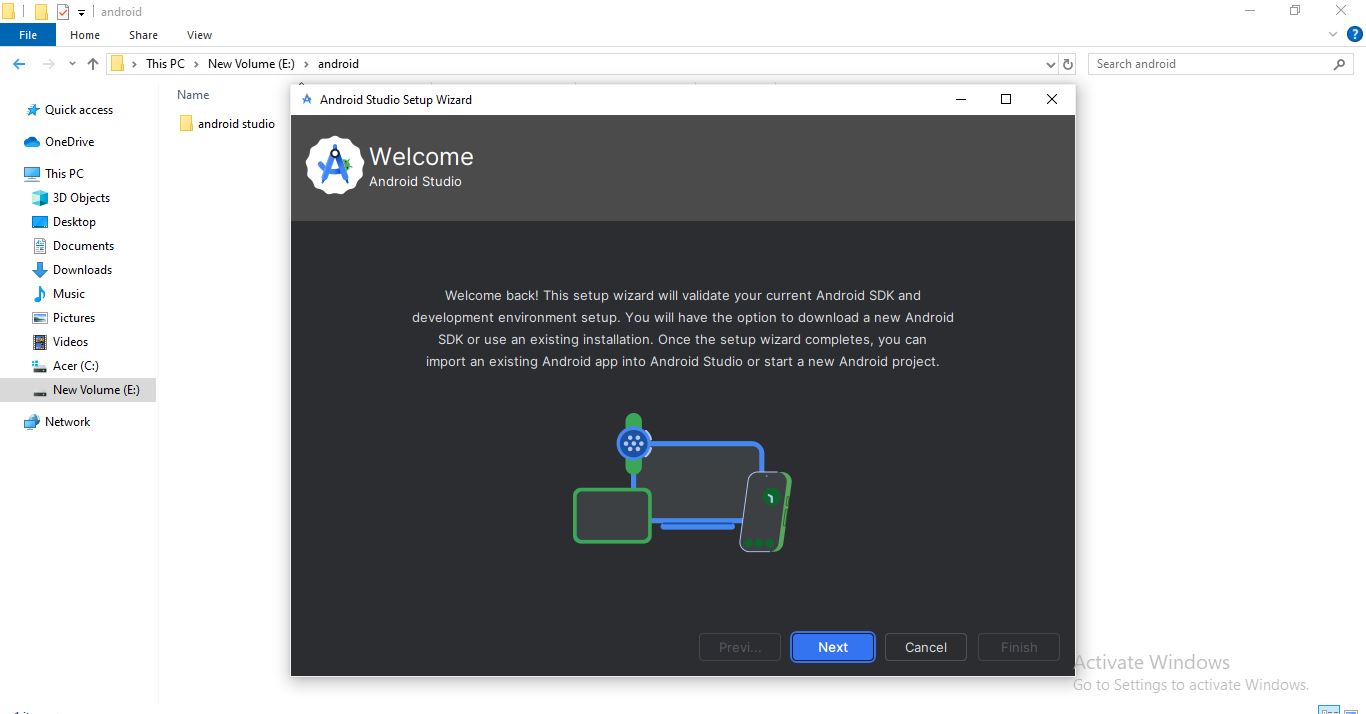 android
File Home Share View
This PC New Volume (E:) android
Search android
Name
android studio
Quick access
OneDrive
This PC
3D Objects
Desktop
Documents
Downloads
Music
Pictures
Videos
Acer (C:)
New Volume (E:)
Network
Android Studio Setup Wizard
Welcome
Android Studio
Welcome back! This setup wizard will validate your current Android SDK and
development environment setup. You will have the option to download a new Android
SDK or use an existing installation. Once the setup wizard completes, you can
import an existing Android app into Android Studio or start a new Android project.
Previ... Next Cancel Finish
Activate Windows
Go to Settings to activate Windows.